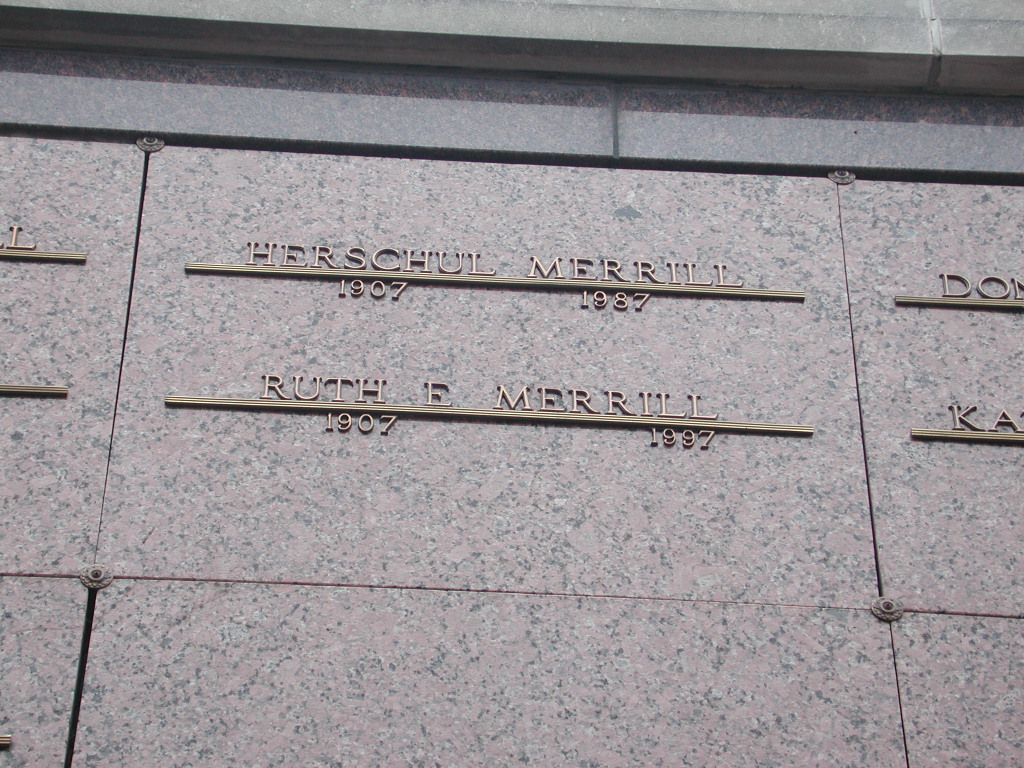 HERSCHUL MERRILL
1907 1987
RUTH E MERRILL
1907 1997